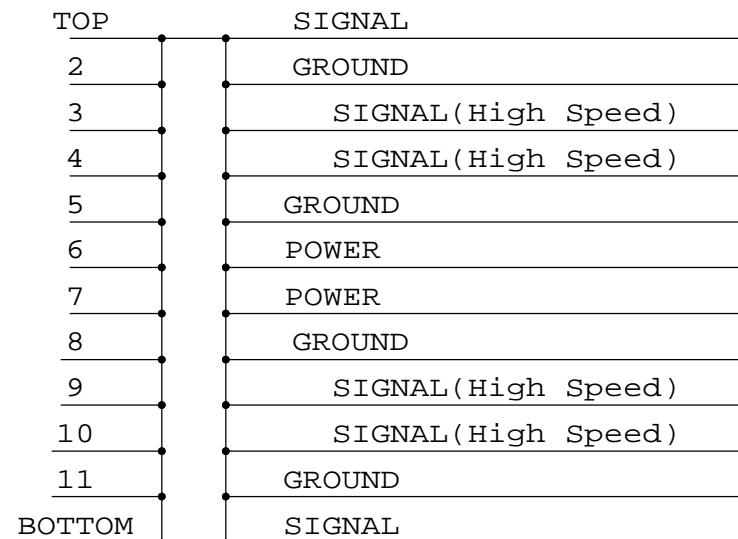 TOP SIGNAL
2 GROUND
3 SIGNAL(High Speed)
4 SIGNAL(High Speed)
5 GROUND
6 POWER
7 POWER
8 GROUND
9 SIGNAL(High Speed)
10 SIGNAL(High Speed)
11 GROUND
BOTTOM SIGNAL